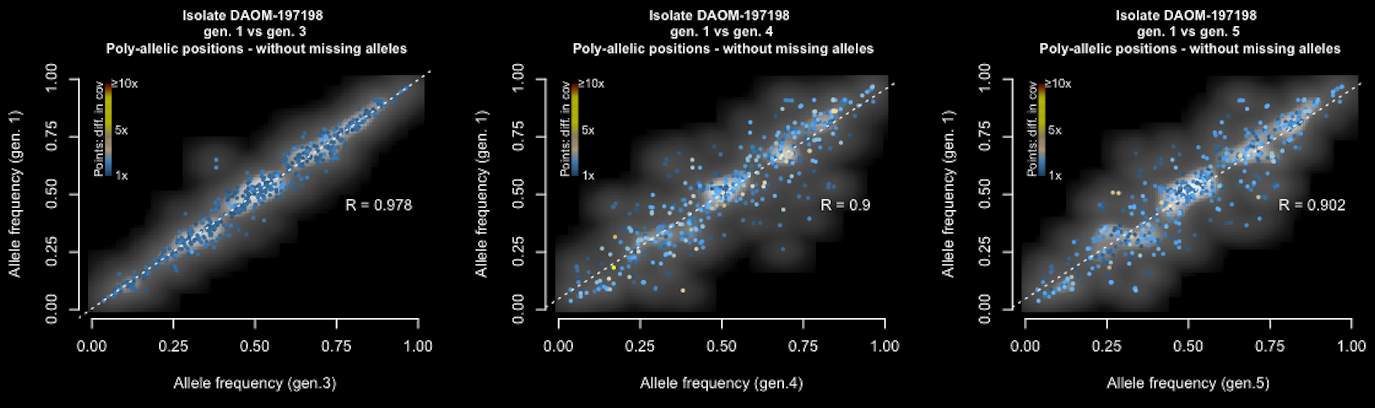 Isolate DAOM-197198
gen. 1 vs gen. 3
Poly-allelic positions - without missing alleles
Allele frequency (gen. 1)
1.00
0.75
0.50
0.25
0.00
Points: diff. in cov
≥10x
5x
1x
R = 0.978
0.00 0.25 0.50 0.75 1.00
Allele frequency (gen.3)
Isolate DAOM-197198
gen. 1 vs gen. 4
Poly-allelic positions - without missing alleles
Allele frequency (gen. 1)
1.00
0.75
0.50
0.25
0.00
Points: diff. in cov
≥10x
5x
1x
R = 0.9
0.00 0.25 0.50 0.75 1.00
Allele frequency (gen.4)
Isolate DAOM-197198
gen. 1 vs gen. 5
Poly-allelic positions - without missing alleles
Allele frequency (gen. 1)
1.00
0.75
0.50
0.25
0.00
Points: diff. in cov
≥10x
5x
1x
R = 0.902
0.00 0.25 0.50 0.75 1.00
Allele frequency (gen.5)